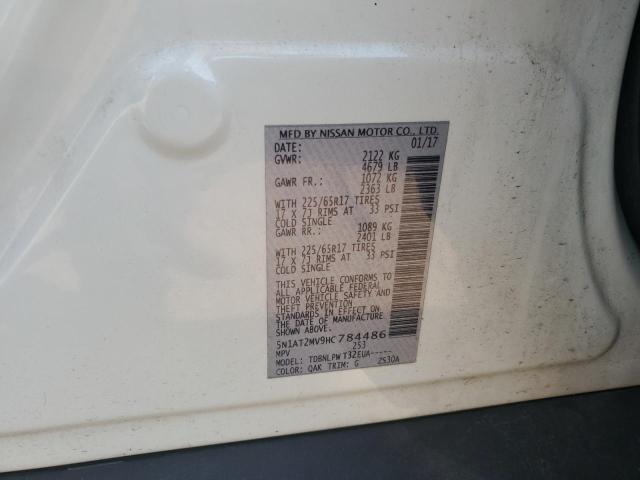 MFD BY NISSAN MOTOR CO., LTD.
DATE: 01/17
GVWR: 2122 KG
4679 LB
GAWR FR.: 1072 KG
2363 LB
WITH 225/65R17 TIRES
17 X 7J RIMS AT 33 PSI
COLD SINGLE
GAWR RR.: 1089 KG
2401 LB
WITH 225/65R17 TIRES
17 X 7J RIMS AT 33 PSI
COLD SINGLE
THIS VEHICLE CONFORMS TO
ALL APPLICABLE FEDERAL
MOTOR VEHICLE SAFETY AND
THEFT PREVENTION
STANDARDS IN EFFECT ON
THE DATE OF MANUFACTURE
SHOWN ABOVE.
5N1AT2MV9HC784486
MPV 253
MODEL: TDBNLPW T32EUA-----
COLOR: QAK TRIM: G 2S30A